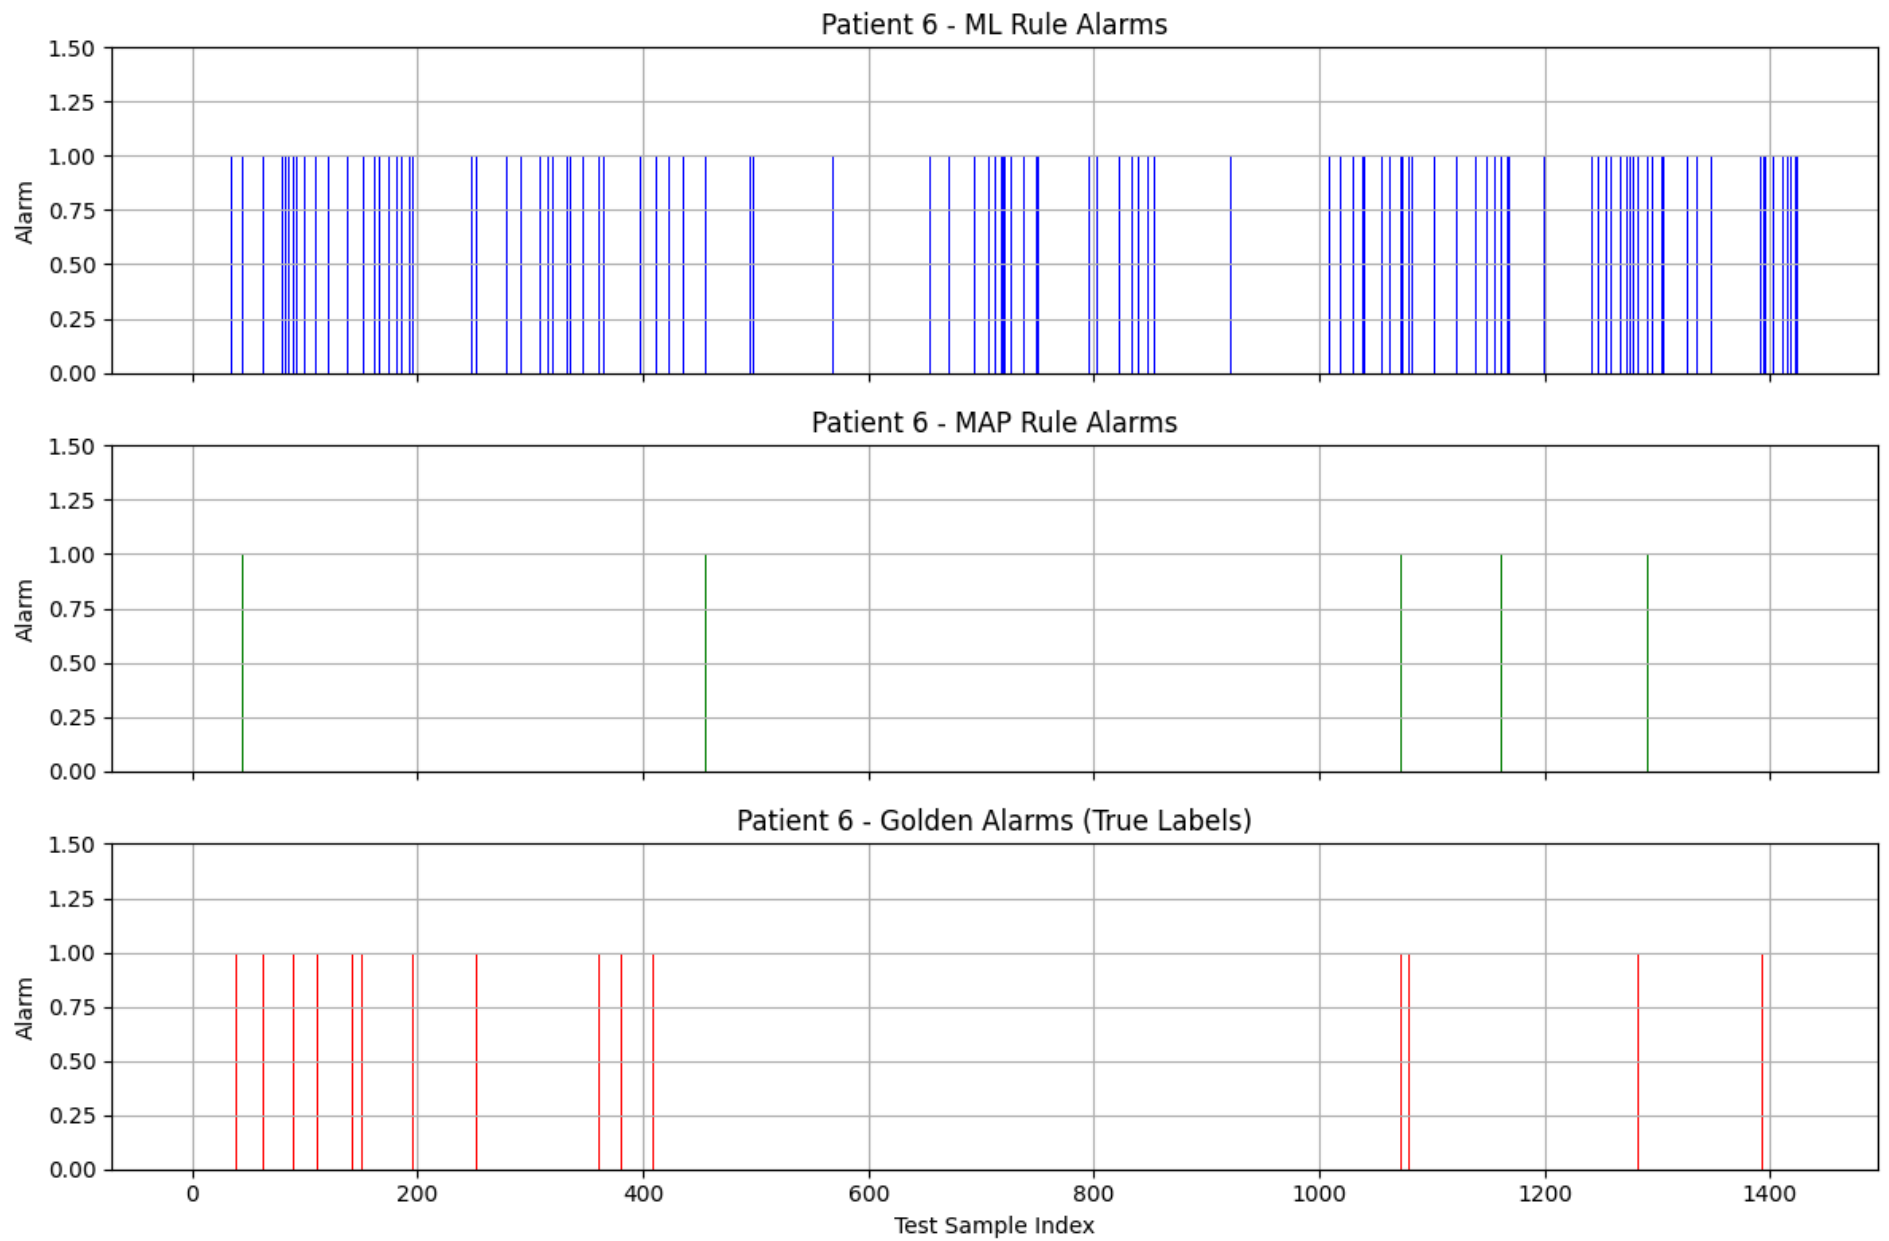 Patient 6 - ML Rule Alarms
1.50
1.25
1.00
0.75
0.50
0.25
0.00
Alarm
Patient 6 - MAP Rule Alarms
1.50
1.25
1.00
0.75
0.50
0.25
0.00
Alarm
Patient 6 - Golden Alarms (True Labels)
1.50
1.25
1.00
0.75
0.50
0.25
0.00
Alarm
0 200 400 600 800 1000 1200 1400
Test Sample Index